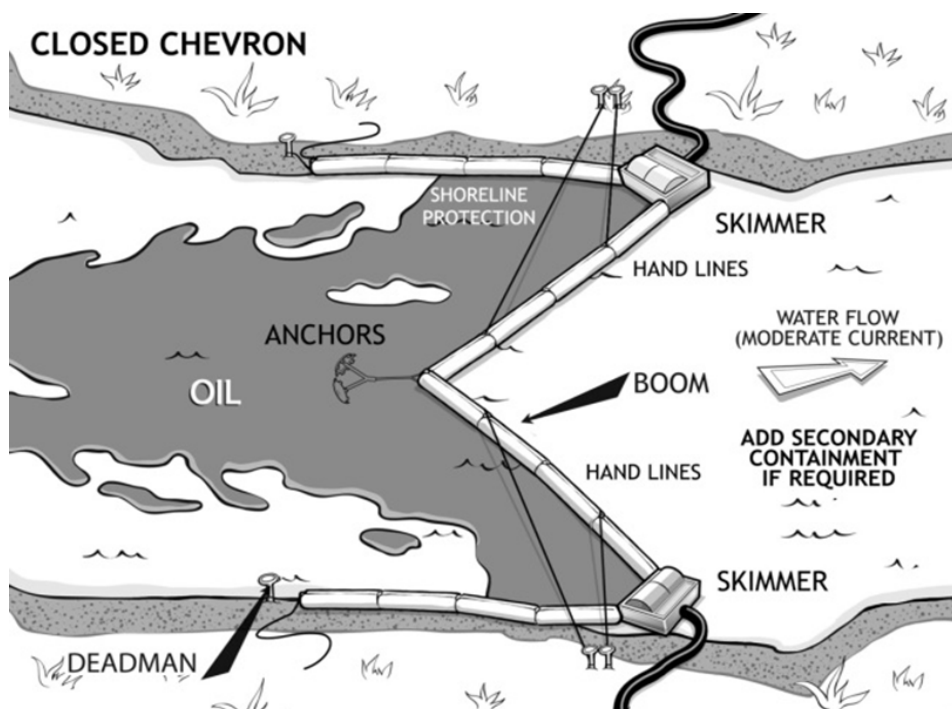 CLOSED CHEVRON
SHORELINE
PROTECTION
SKIMMER
HAND LINES
WATER FLOW
(MODERATE CURRENT)
ANCHORS
OIL
BOOM
ADD SECONDARY
CONTAINMENT
IF REQUIRED
HAND LINES
SKIMMER
DEADMAN